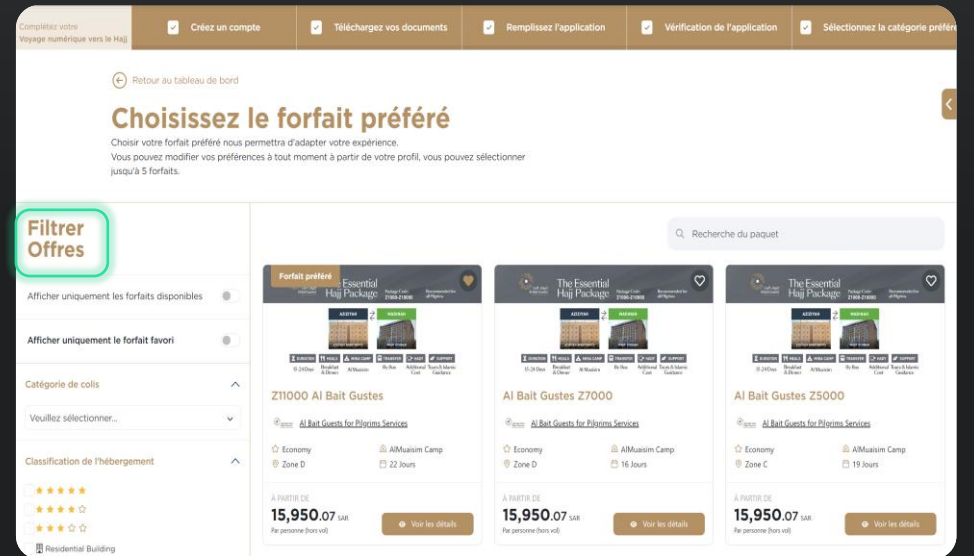 Complétez votre
Voyage numérique vers le Hajj
Créez un compte
Téléchargez vos documents
Remplissez l'application
Vérification de l'application
Sélectionnez la catégorie préfére
Retour au tableau de bord
Choisissez le forfait préféré
Choisir votre forfait préféré nous permettra d'adapter votre expérience.
Vous pouvez modifier vos préférences à tout moment à partir de votre profil, vous pouvez sélectionner
jusqu'à 5 forfaits.
Filtrer
Offres
Afficher uniquement les forfaits disponibles
Afficher uniquement le forfait favori
Catégorie de colis
Veuillez sélectionner...
Classification de l'hébergement
Residential Building
Recherche du paquet
Forfait préféré
Essential
Hajj Package
AZIZIYAH
MADINAH
Z11000 Al Bait Gustes
Al Bait Guests for Pilgrims Services
Economy
AlMuaisim Camp
Zone D
22 Jours
À PARTIR DE
15,950.07 SAR
Par personne (hors vol)
Voir les détails
The Essential
Hajj Package
AZIZIYAH
MADINAH
Al Bait Gustes Z7000
Al Bait Guests for Pilgrims Services
Economy
AlMuaisim Camp
Zone D
16 Jours
À PARTIR DE
15,950.07 SAR
Par personne (hors vol)
Voir les détails
The Essential
Hajj Package
AZIZIYAH
MADINAH
Al Bait Gustes Z5000
Al Bait Guests for Pilgrims Services
Economy
AlMuaisim Camp
Zone C
19 Jours
À PARTIR DE
15,950.07 SAR
Par personne (hors vol)
Voir les détails